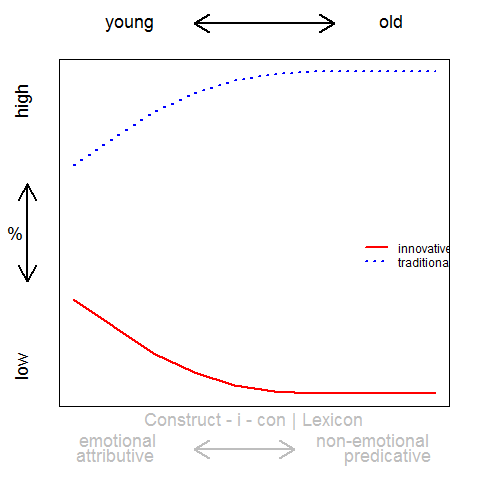 young old
high
%
low
innovative
traditiona
Construct - i - con | Lexicon
emotional non-emotional
attributive predicative